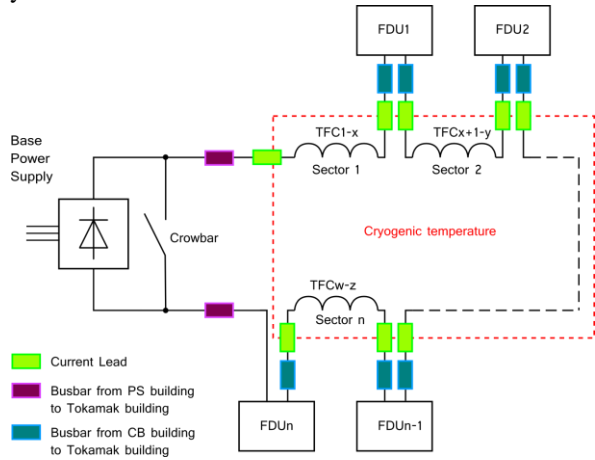 FDU1
FDU2
TFC1-x
TFCx+1-y
Base
Power
Supply
Sector 1
Sector 2
Crowbar
Cryogenic temperature
TFCw-z
Sector n
Current Lead
Busbar from PS building
to Tokamak building
Busbar from CB building
to Tokamak building
FDUn
FDUn-1